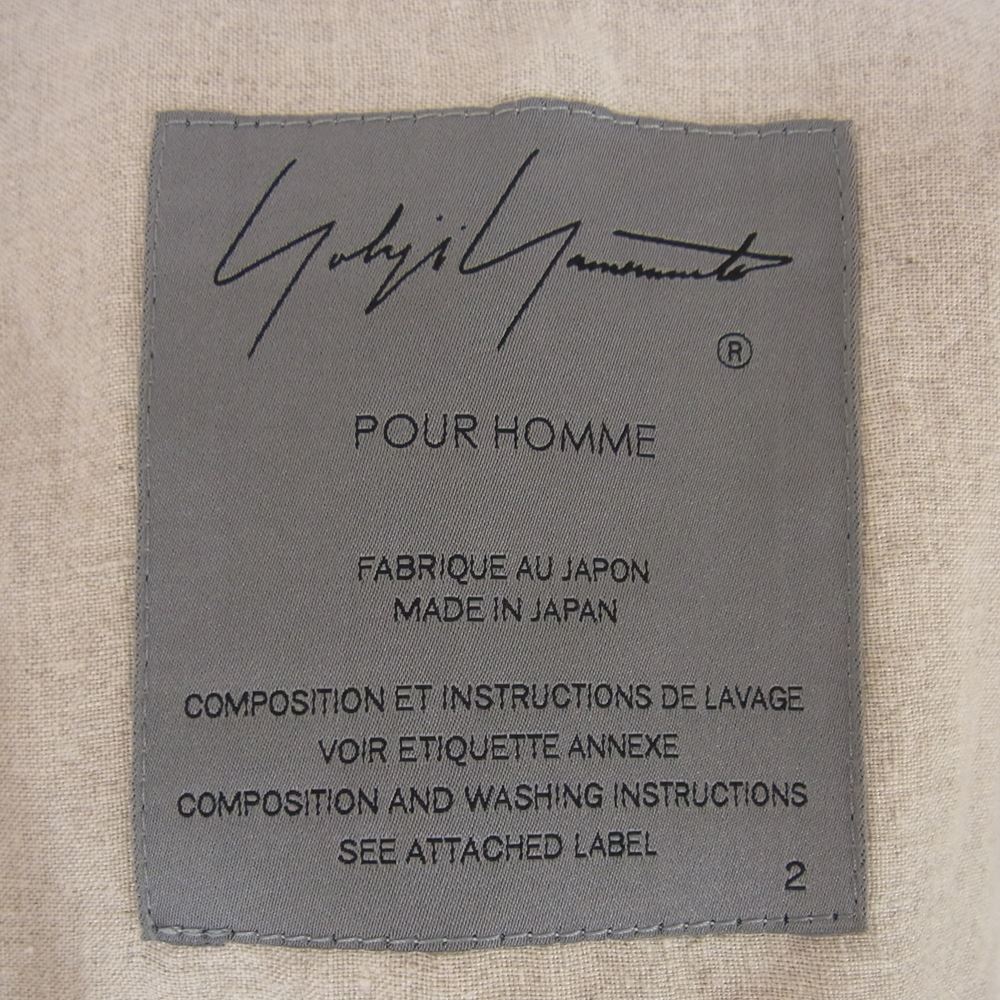 Yohji Yamamoto
®
POUR HOMME
FABRIQUE AU JAPON
MADE IN JAPAN
COMPOSITION ET INSTRUCTIONS DE LAVAGE
VOIR ETIQUETTE ANNEXE
COMPOSITION AND WASHING INSTRUCTIONS
SEE ATTACHED LABEL
2